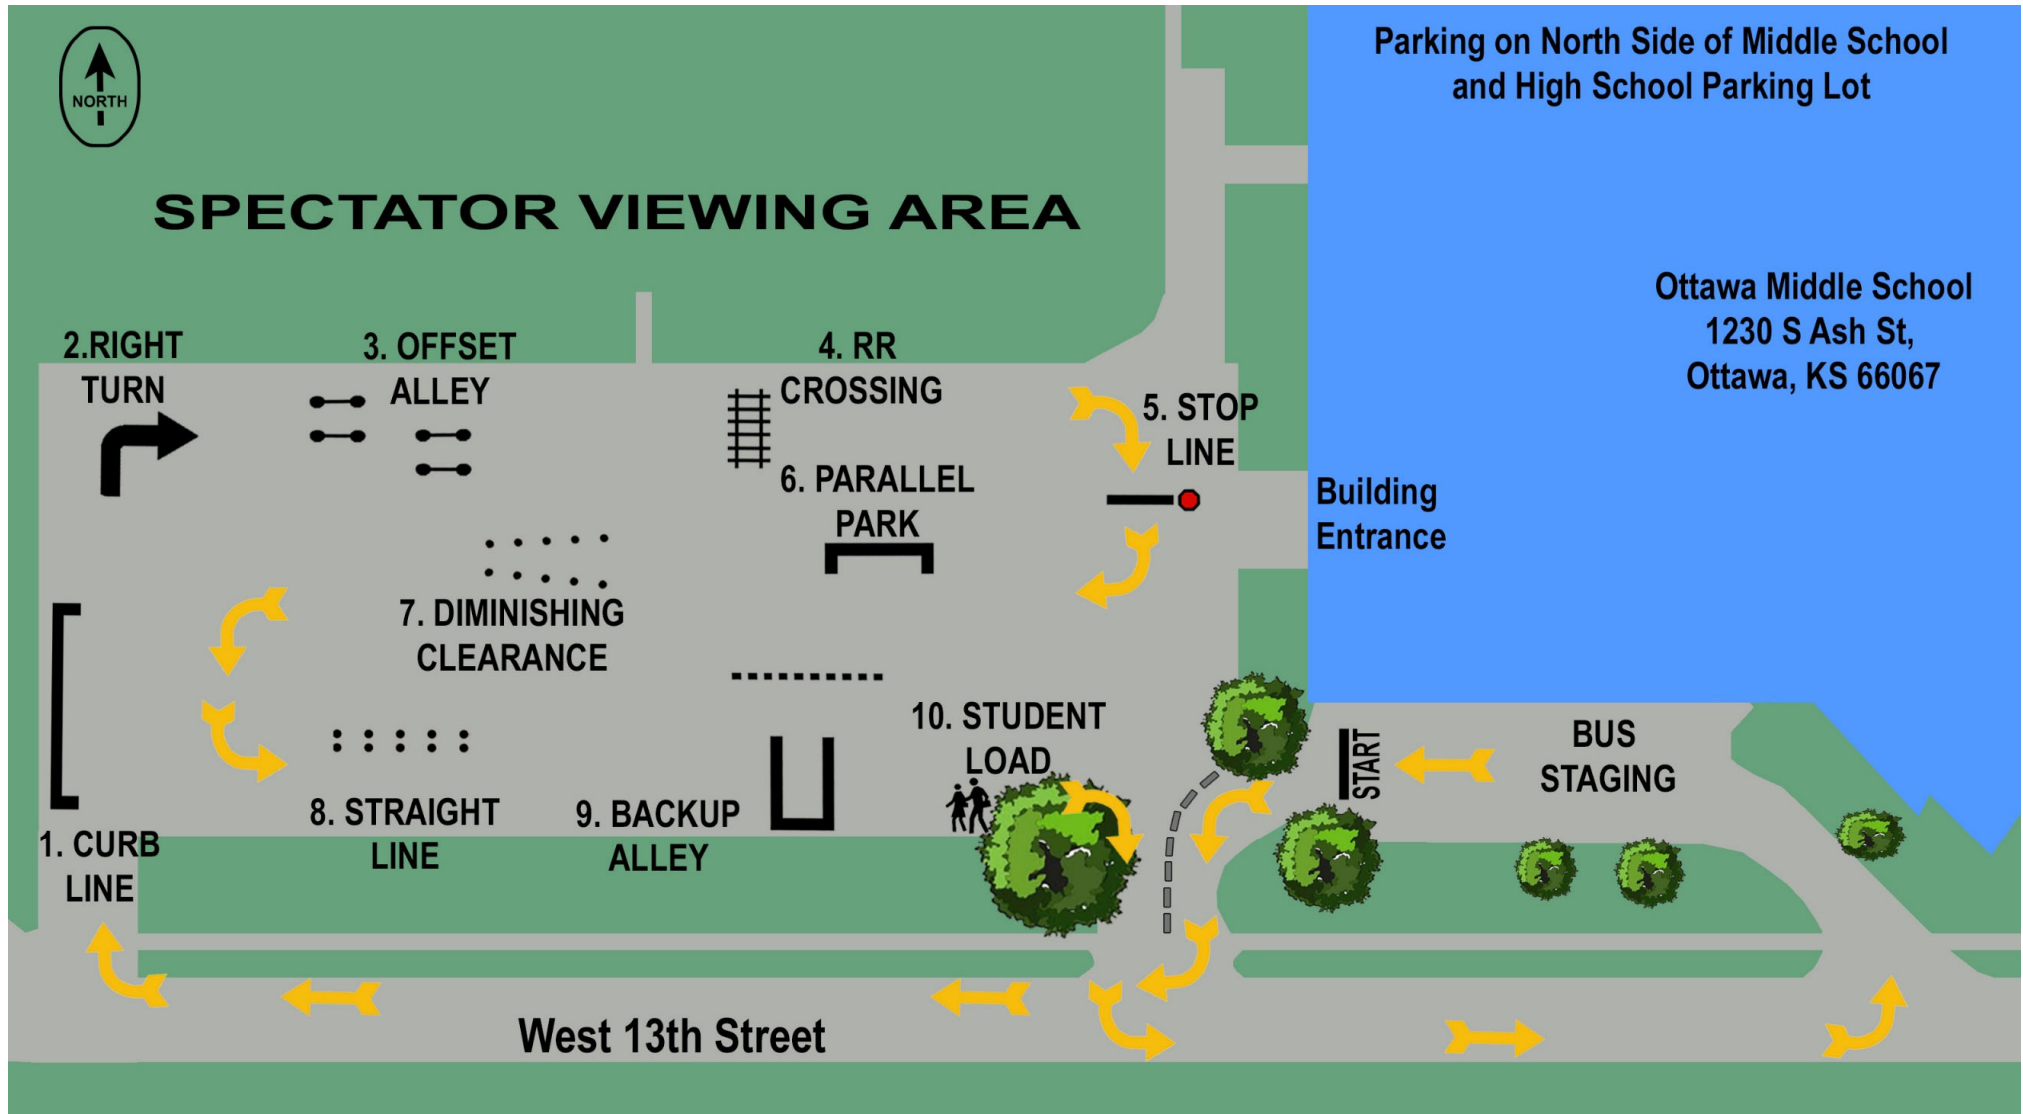 NORTH
Parking on North Side of Middle School
and High School Parking Lot
SPECTATOR VIEWING AREA
Ottawa Middle School
1230 S Ash St,
Ottawa, KS 66067
2.RIGHT
TURN
3. OFFSET
ALLEY
4. RR
CROSSING
5. STOP
LINE
6. PARALLEL
PARK
Building
Entrance
7. DIMINISHING
CLEARANCE
10. STUDENT
LOAD
START
BUS
STAGING
8. STRAIGHT
LINE
9. BACKUP
ALLEY
1. CURB
LINE
West 13th Street